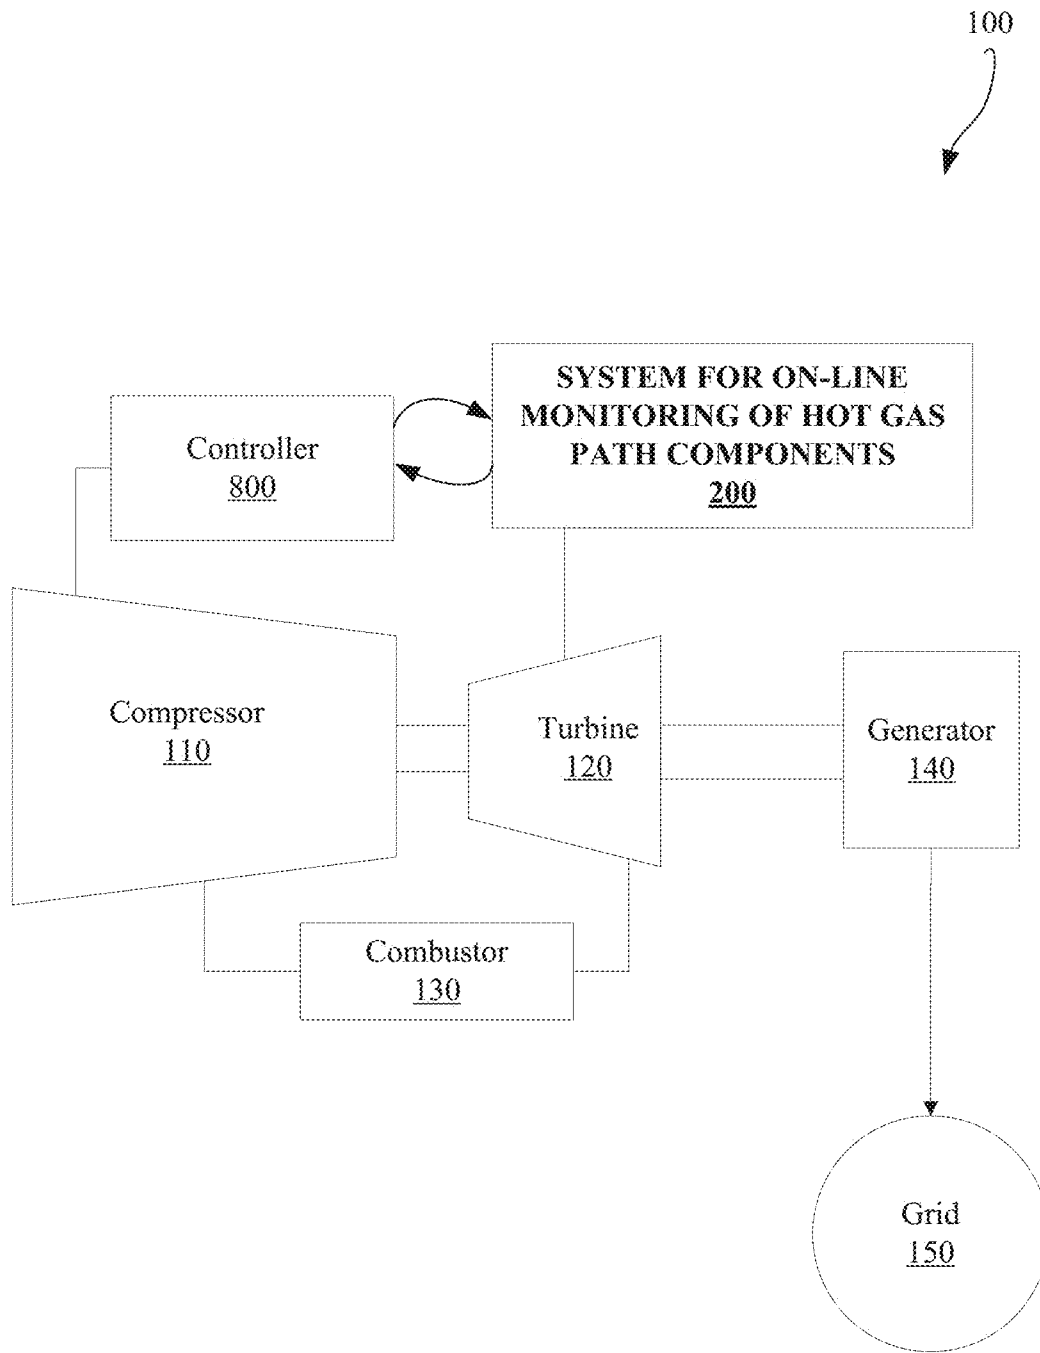 100
SYSTEM FOR ON-LINE
MONITORING OF HOT GAS
PATH COMPONENTS
200
Controller
800
Compressor
110
Turbine
120
Generator
140
Combustor
130
Grid
150